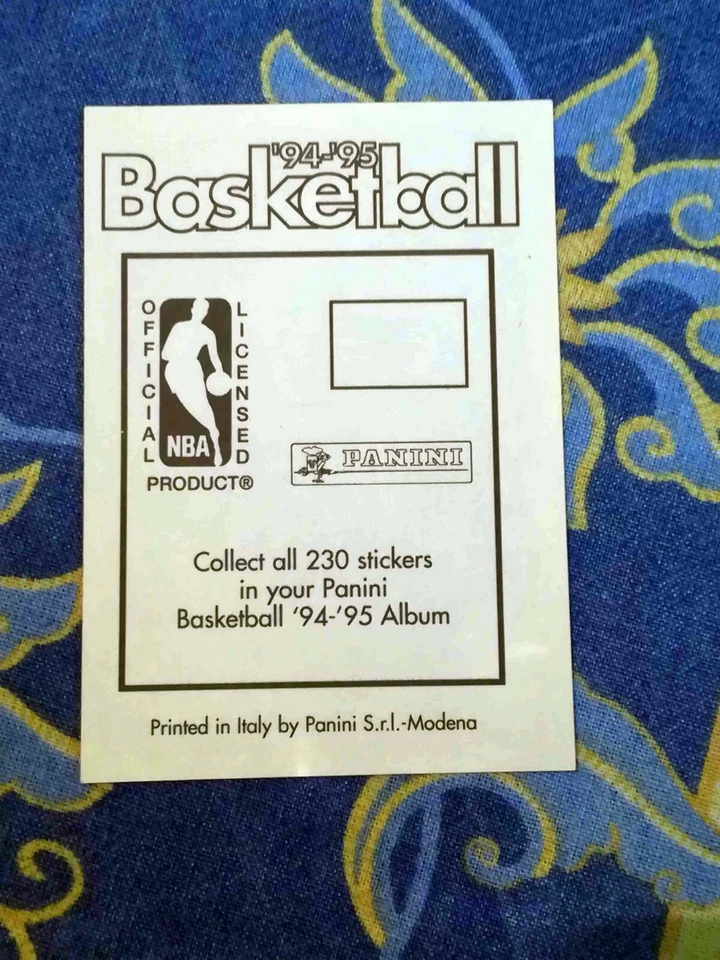 '94-'95
Basketball
OFFICIAL
LICENSED
NBA
PRODUCT®
PANINI
Collect all 230 stickers
in your Panini
Basketball '94-'95 Album
Printed in Italy by Panini S.r.l.-Modena